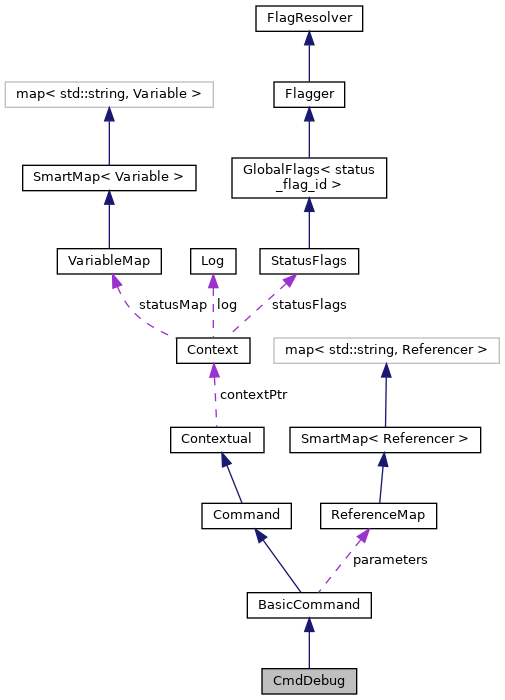 FlagResolver
map< std::string, Variable >
Flagger
SmartMap< Variable >
GlobalFlags< status
_flag_id >
VariableMap
Log
StatusFlags
statusMap
log
statusFlags
Context
map< std::string, Referencer >
contextPtr
Contextual
SmartMap< Referencer >
Command
ReferenceMap
parameters
BasicCommand
CmdDebug